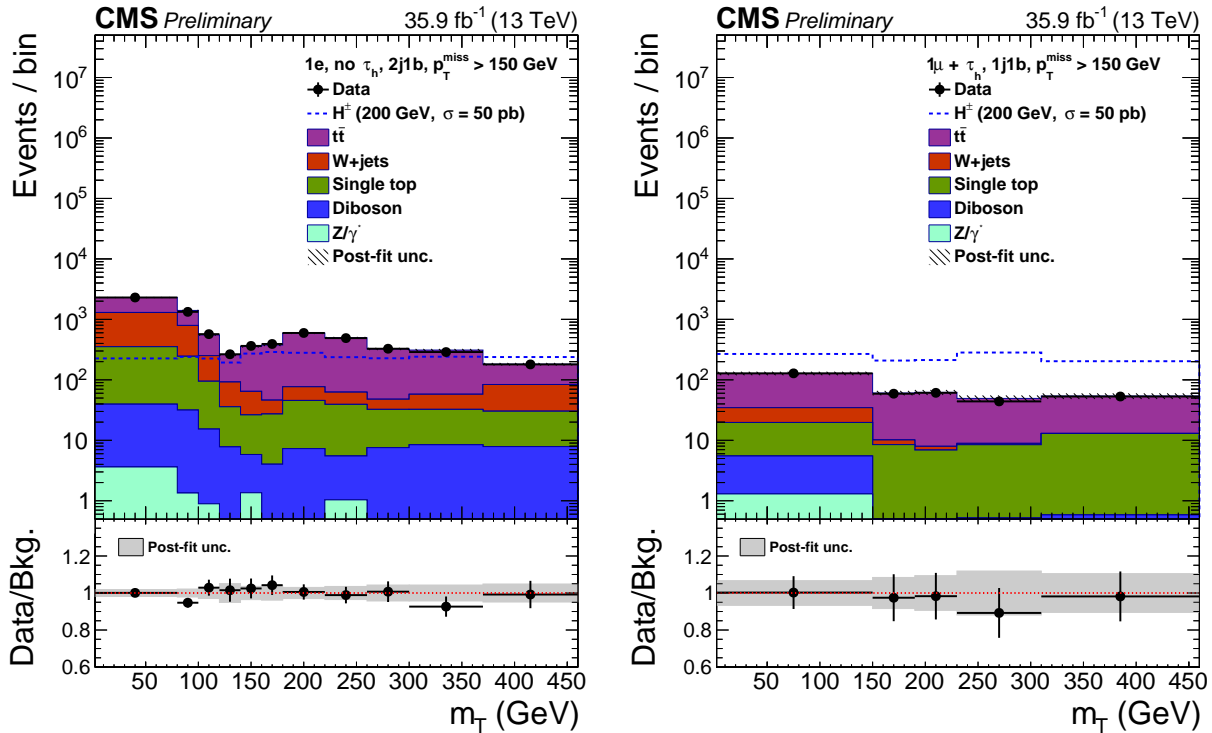 CMS Preliminary 35.9 fb⁻¹ (13 TeV)
Events / bin
10⁷
10⁶
10⁵
10⁴
10³
10²
10
1
1e, no τₕ, 2j1b, p_T^miss > 150 GeV
Data
H± (200 GeV, σ = 50 pb)
tt̄
W+jets
Single top
Diboson
Z/γ*
Post-fit unc.
Data/Bkg.
1.2
1
0.8
0.6
Post-fit unc.
50 100 150 200 250 300 350 400 450
m_T (GeV)
CMS Preliminary 35.9 fb⁻¹ (13 TeV)
Events / bin
10⁷
10⁶
10⁵
10⁴
10³
10²
10
1
1μ + τₕ, 1j1b, p_T^miss > 150 GeV
Data
H± (200 GeV, σ = 50 pb)
tt̄
W+jets
Single top
Diboson
Z/γ*
Post-fit unc.
Data/Bkg.
1.2
1
0.8
0.6
Post-fit unc.
50 100 150 200 250 300 350 400 450
m_T (GeV)